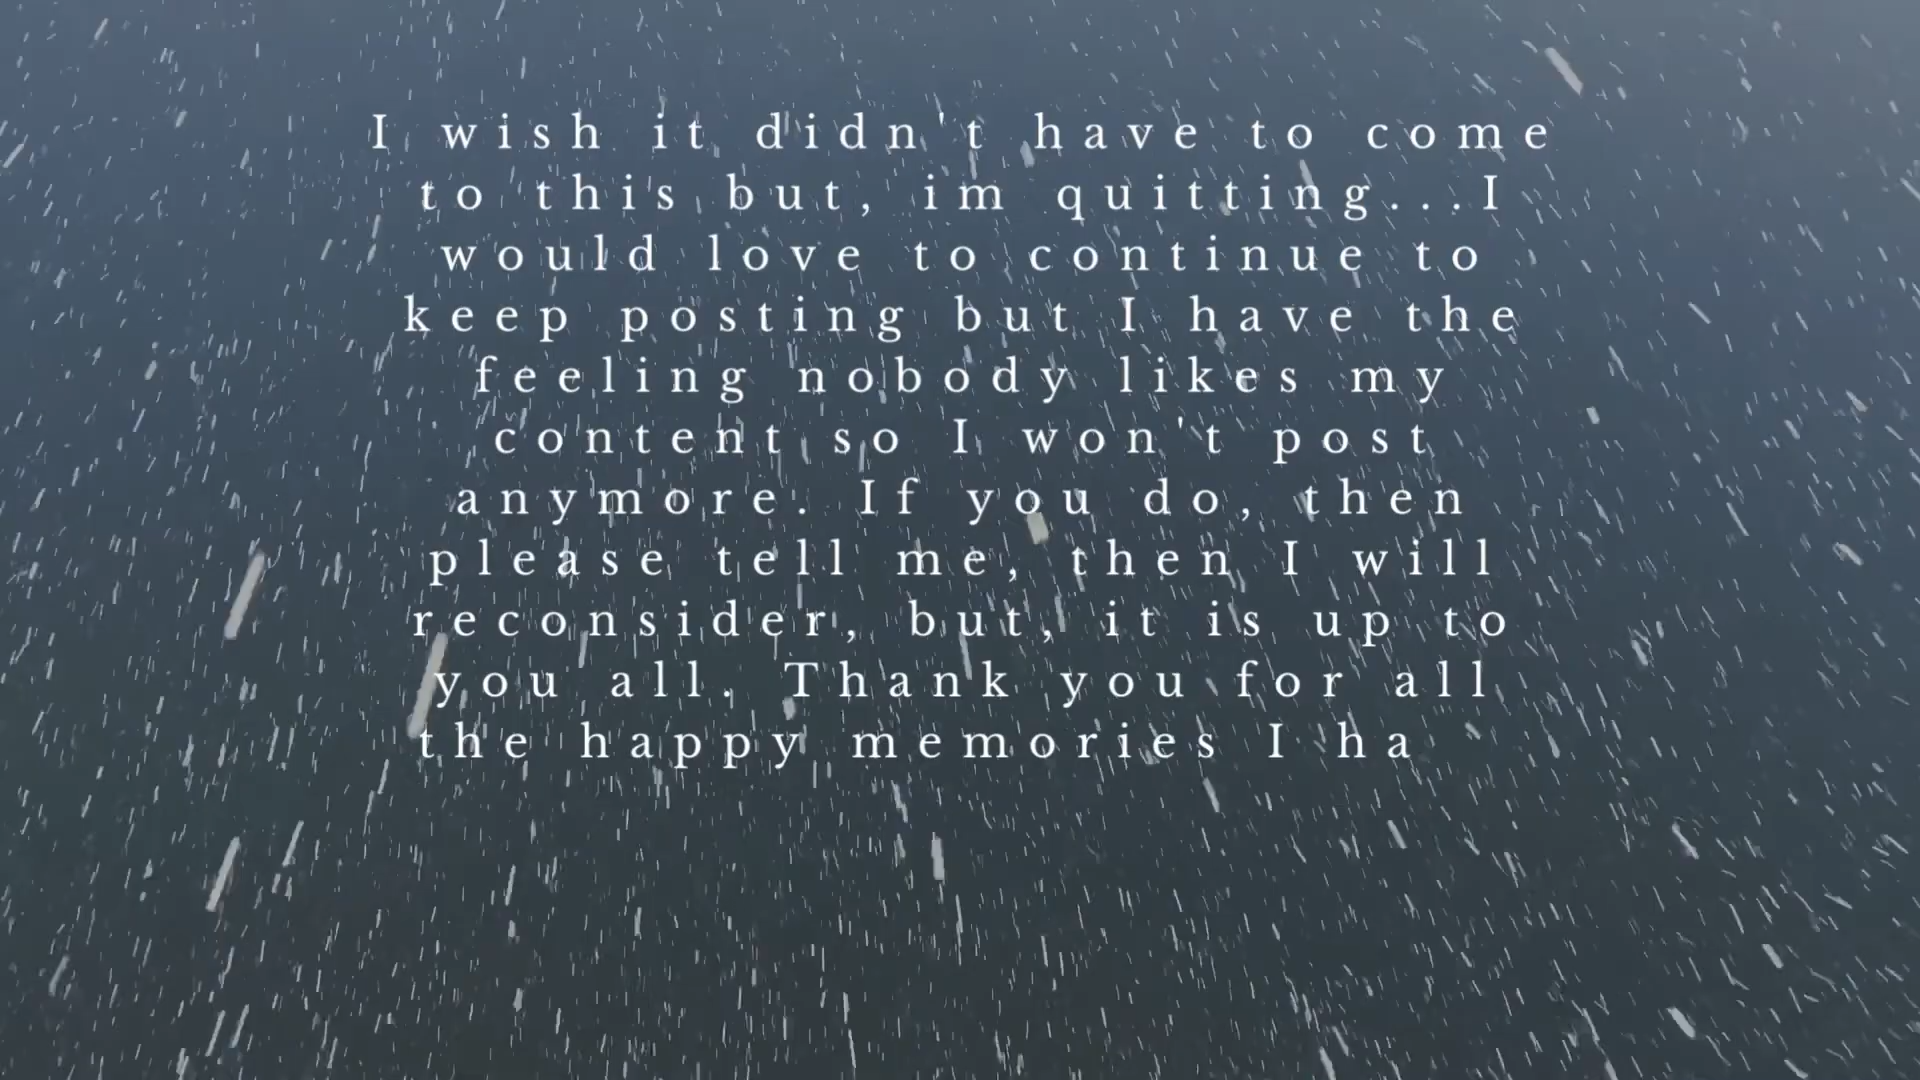 I wish it didn't have to come
to this but, im quitting...I
would love to continue to
keep posting but I have the
feeling nobody likes my
content so I won't post
anymore. If you do, then
please tell me, then I will
reconsider, but, it is up to
you all. Thank you for all
the happy memories I ha